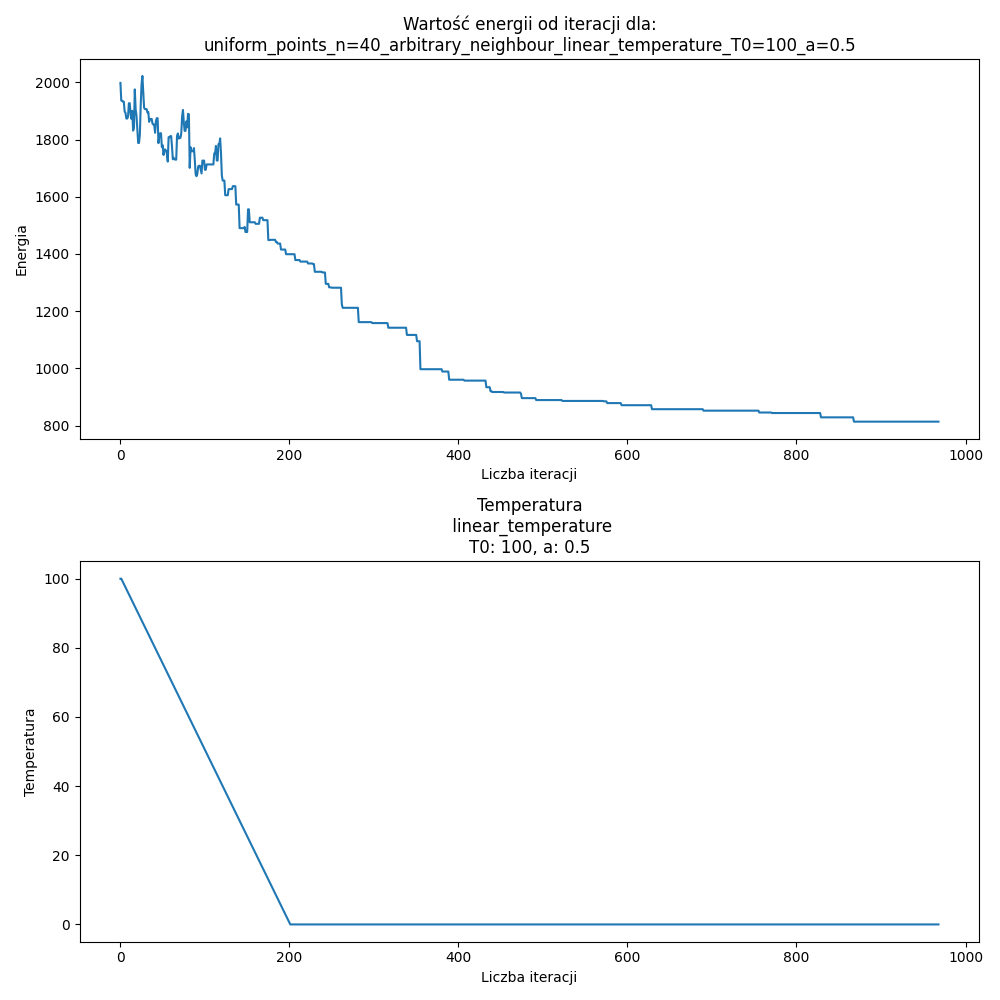 Wartość energii od iteracji dla:
uniform_points_n=40_arbitrary_neighbour_linear_temperature_T0=100_a=0.5
2000
1800
1600
1400
1200
1000
800
Energia
0 200 400 600 800 1000
Liczba iteracji
Temperatura
linear_temperature
T0: 100, a: 0.5
100
80
60
40
20
0
Temperatura
0 200 400 600 800 1000
Liczba iteracji